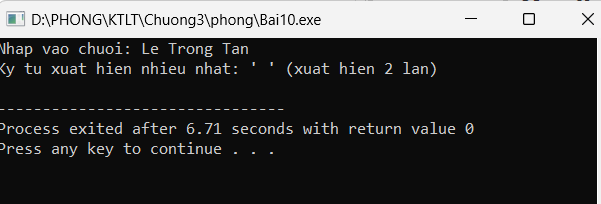 D:\PHONG\KTLT\Chuong3\phong\Bai10.exe
Nhap vao chuoi: Le Trong Tan
Ky tu xuat hien nhieu nhat: ' ' (xuat hien 2 lan)
--------------------------------
Process exited after 6.71 seconds with return value 0
Press any key to continue . . .